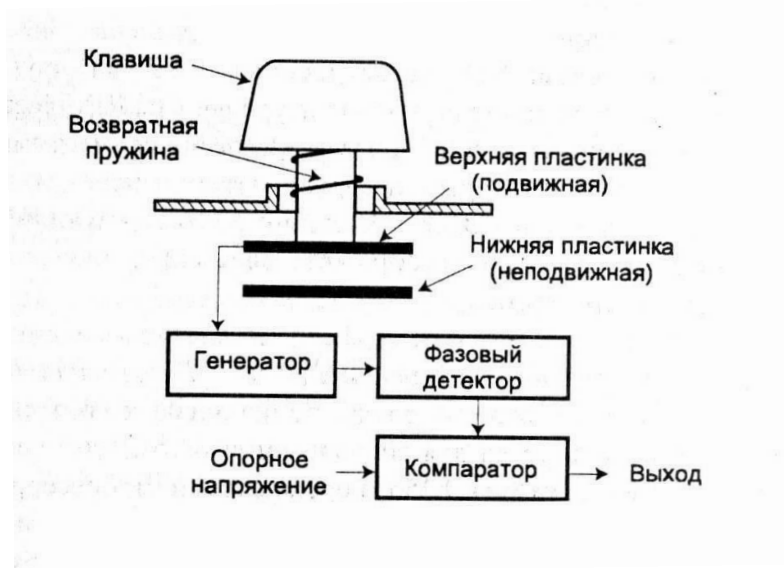 Клавиша
Возвратная
пружина
Верхняя пластинка
(подвижная)
Нижняя пластинка
(неподвижная)
Генератор
Фазовый
детектор
Опорное
напряжение
Компаратор
Выход